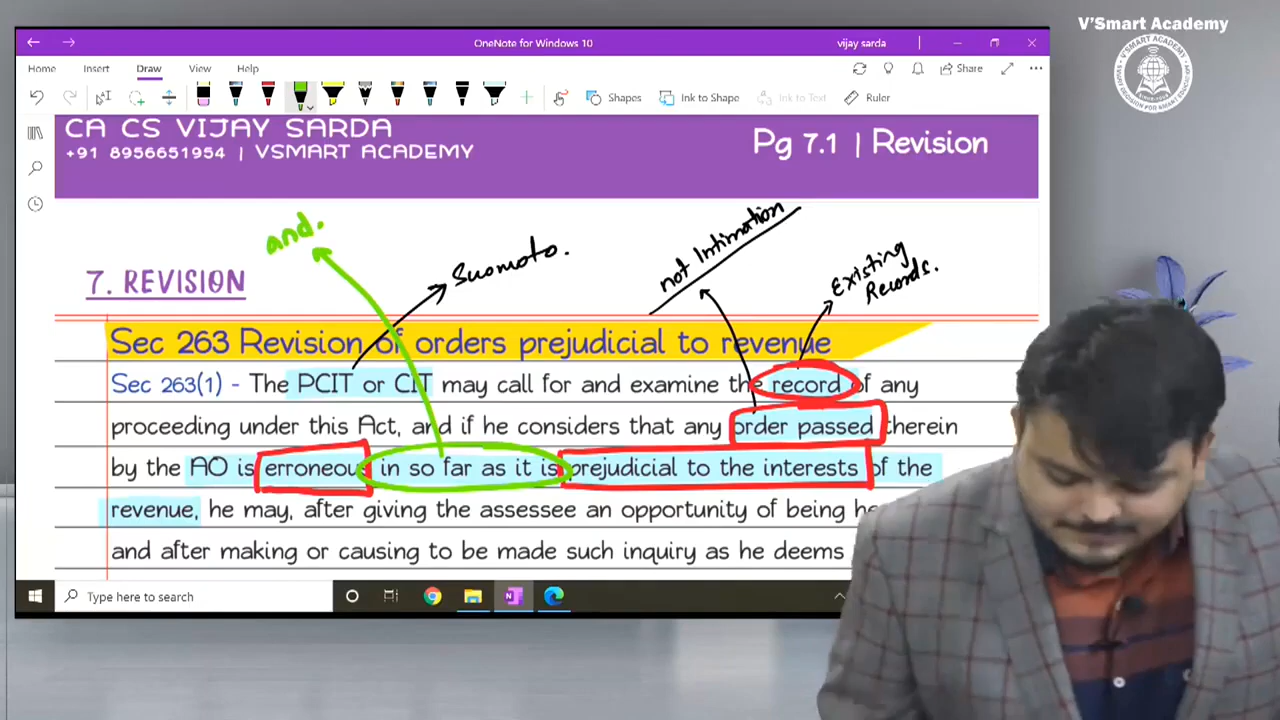 V'Smart Academy
OneNote for Windows 10
vijay sarda
Home Insert Draw View Help
Share
Shapes Ink to Shape Ink to Text Ruler
CA CS VIJAY SARDA
+91 8956651954 | VSMART ACADEMY
Pg 7.1 | Revision
and.
Suomoto.
not Intimation
Existing
Records.
7. REVISION
Sec 263 Revision of orders prejudicial to revenue
Sec 263(1) - The PCIT or CIT may call for and examine the record of any
proceeding under this Act, and if he considers that any order passed therein
by the AO is erroneous in so far as it is prejudicial to the interests of the
revenue, he may, after giving the assessee an opportunity of being
and after making or causing to be made such inquiry as he deems
Type here to search